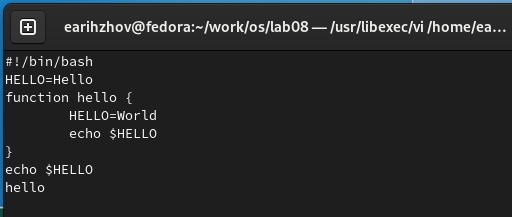 earihzhov@fedora:~/work/os/lab08 — /usr/libexec/vi /home/ea...
#!/bin/bash
HELLO=Hello
function hello {
        HELLO=World
        echo $HELLO
}
echo $HELLO
hello